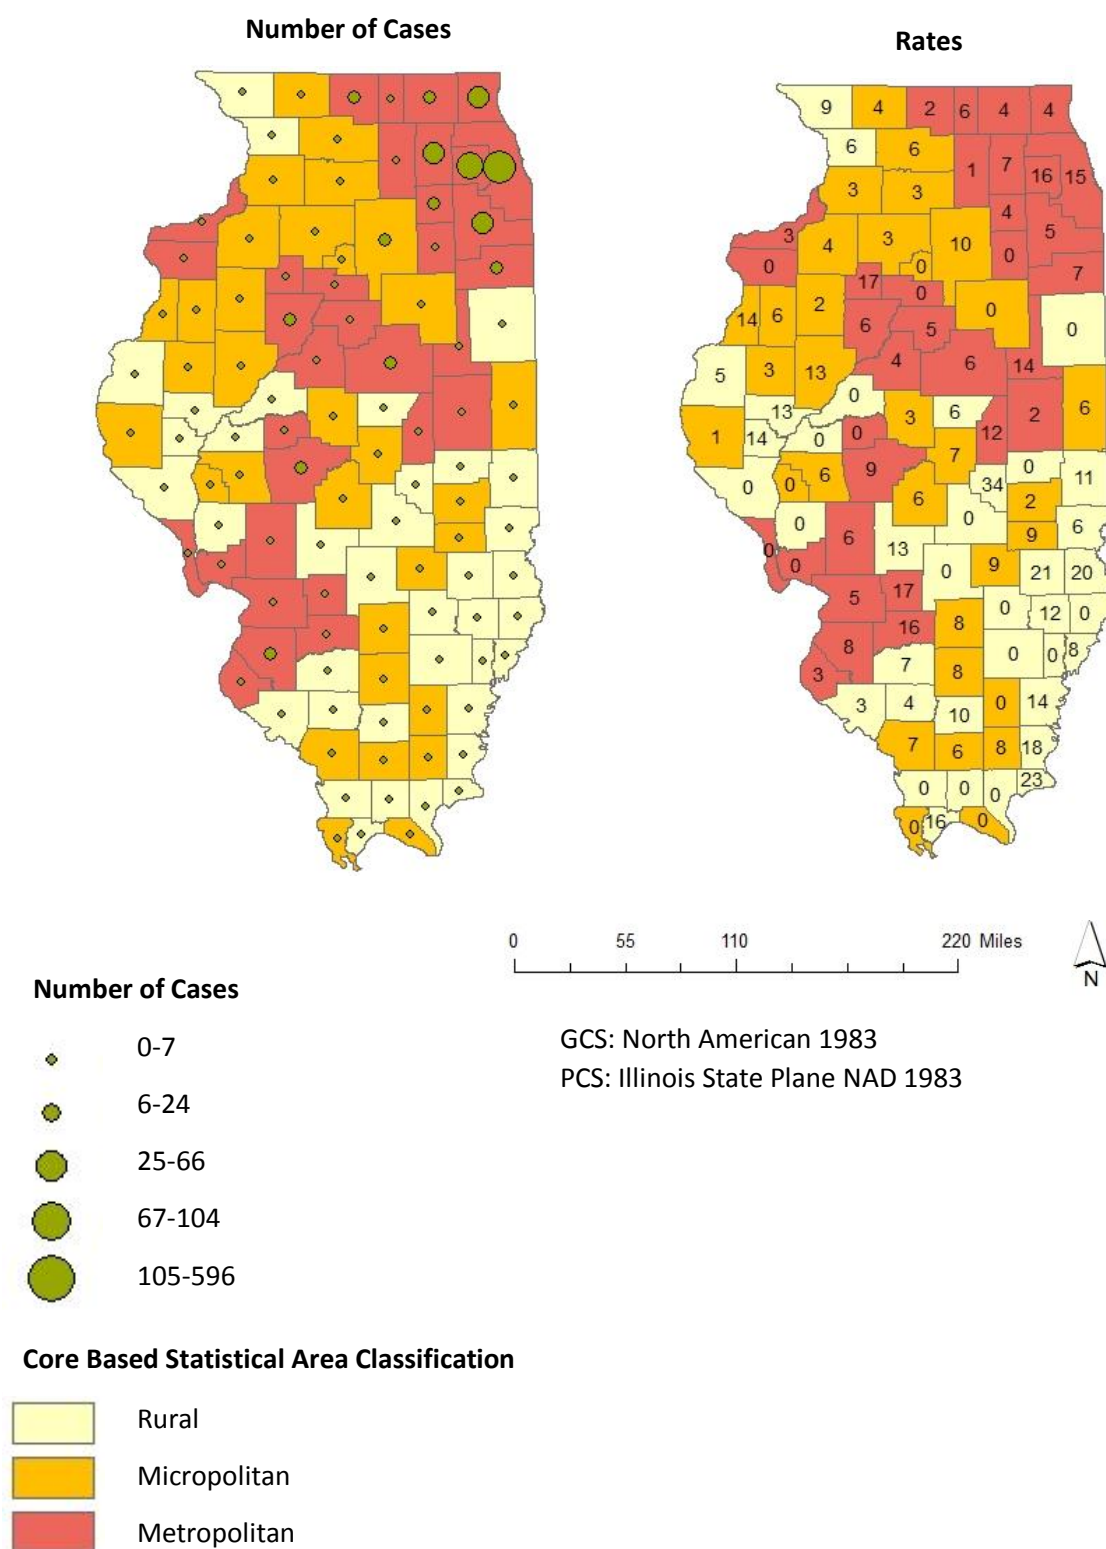 Number of Cases
Rates
9 4 2 6 4 4
6 6 1 7 16 15
3 3 4 5
3 4 3 10 0 7
0 17 0 0
14 6 2 6 5 0 0
5 3 13 4 6 14
13 0 3 6 2 6
1 14 0 0 7 12
0 0 6 9 6 34 0 11
0 6 13 0 2 6
0 0 9
5 17 0 9 21 20
8 16 8 0 12 0
3 7 8 0 0 8
3 4 10 0 14
7 6 8 18
0 0 0 23
0 16 0
0 55 110 220 Miles
N
Number of Cases
0-7
6-24
25-66
67-104
105-596
GCS: North American 1983
PCS: Illinois State Plane NAD 1983
Core Based Statistical Area Classification
Rural
Micropolitan
Metropolitan